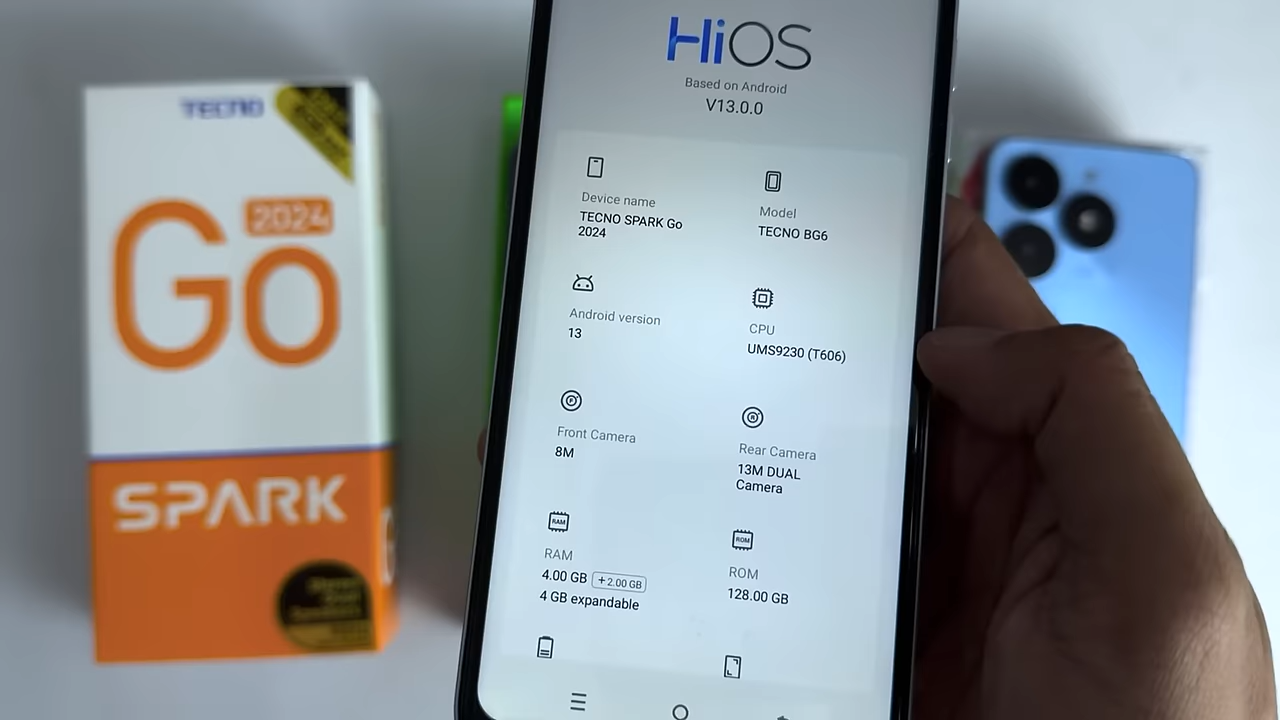 TECNO
2024
Go
SPARK
HiOS
Based on Android
V13.0.0
Device name
TECNO SPARK Go
2024
Model
TECNO BG6
Android version
13
CPU
UMS9230 (T606)
Front Camera
8M
Rear Camera
13M DUAL
Camera
RAM
RAM
4.00 GB +2.00 GB
4 GB expandable
ROM
ROM
128.00 GB